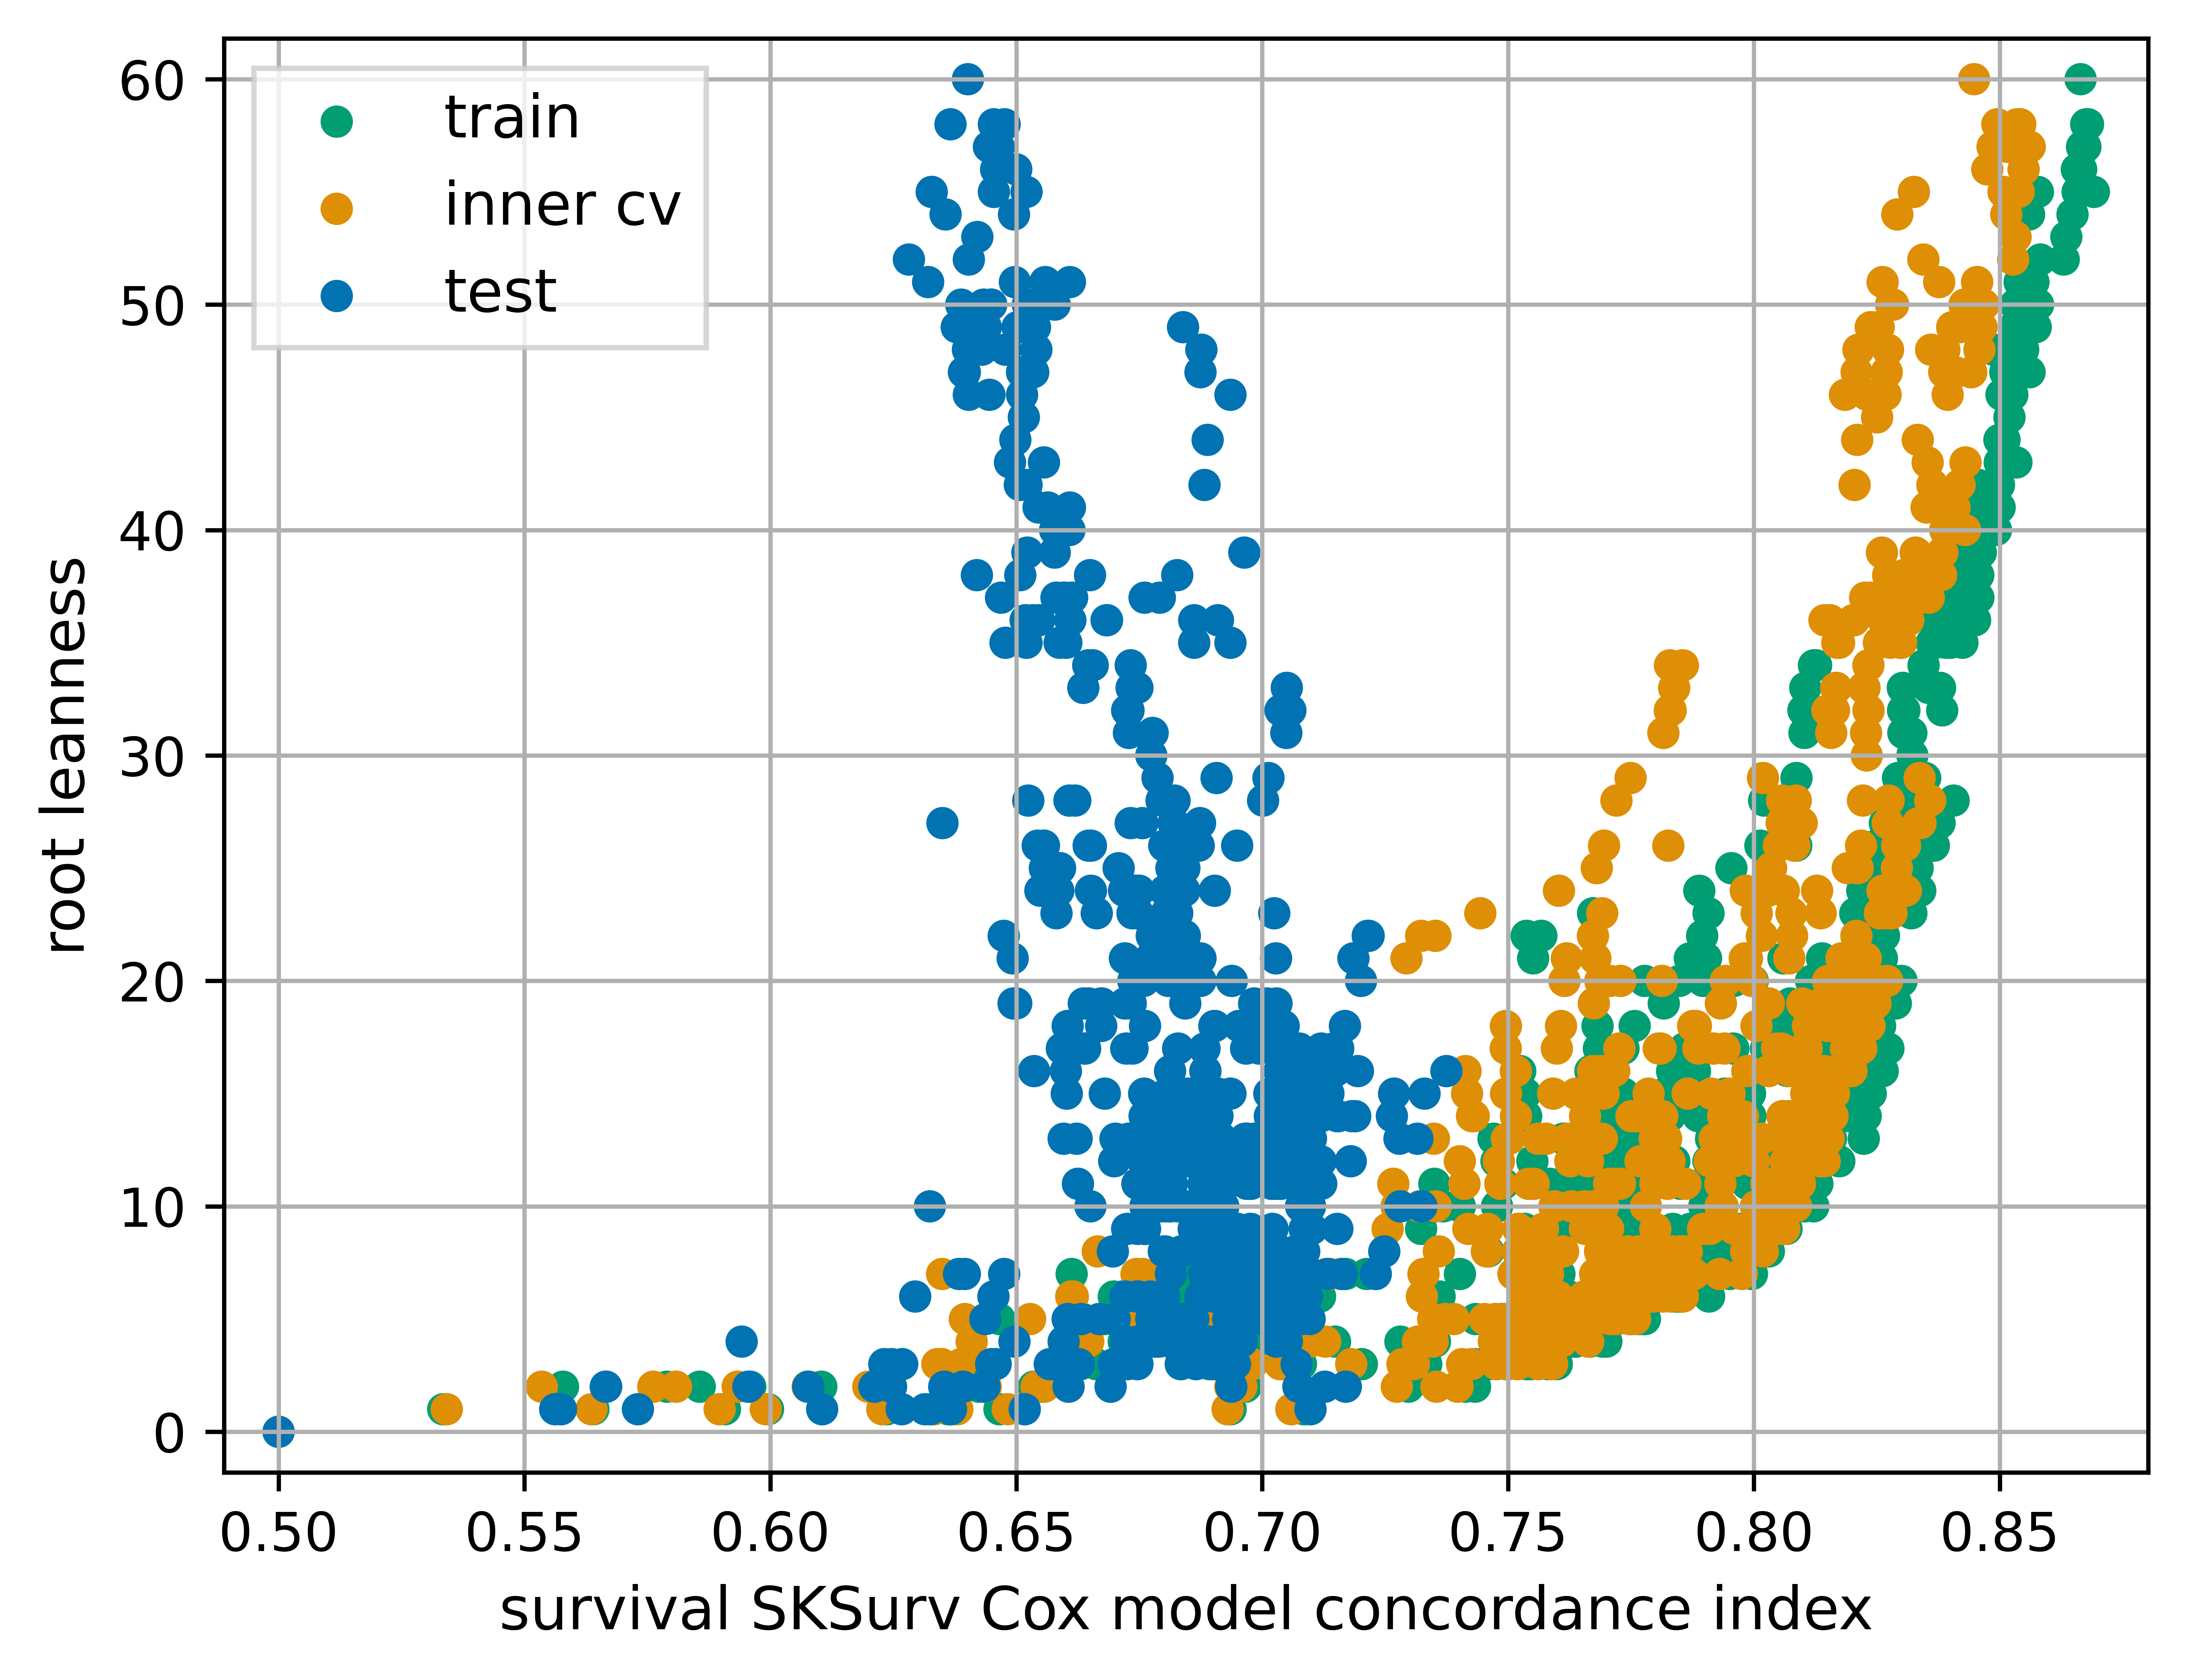 train
inner cv
test
60
50
40
30
20
10
0
root leanness
0.50 0.55 0.60 0.65 0.70 0.75 0.80 0.85
survival SKSurv Cox model concordance index